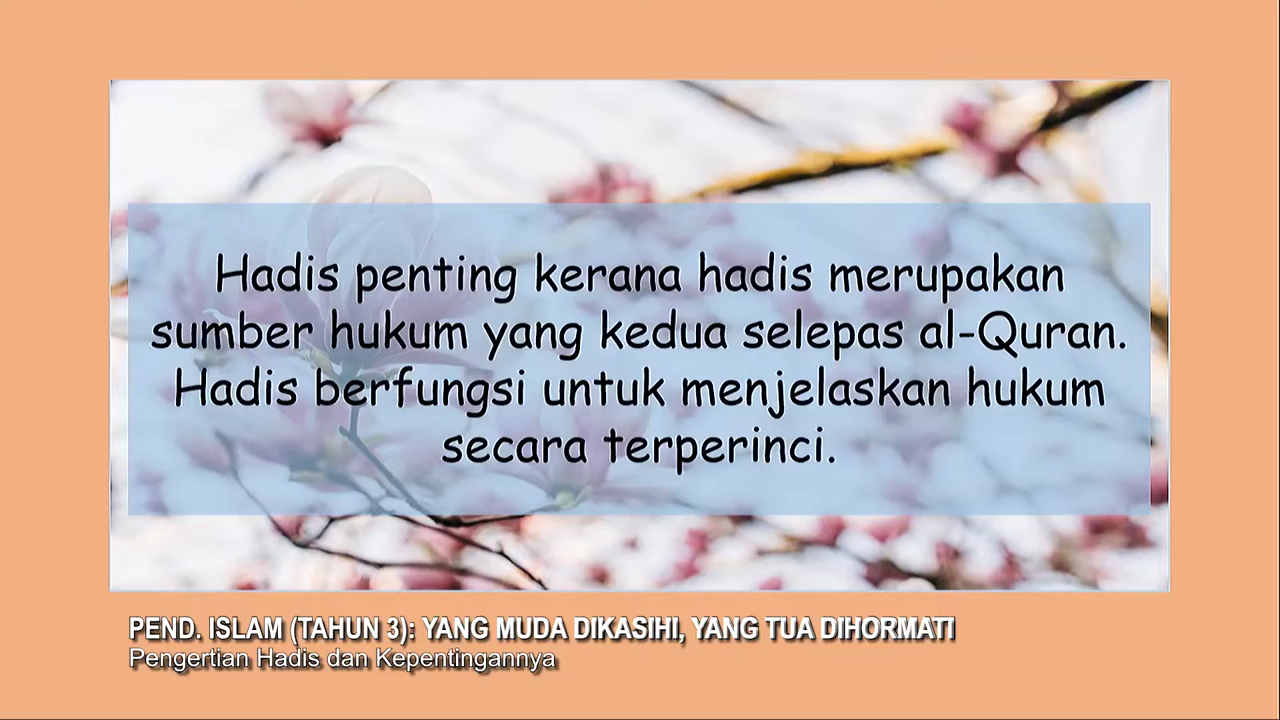 Hadis penting kerana hadis merupakan
sumber hukum yang kedua selepas al-Quran.
Hadis berfungsi untuk menjelaskan hukum
secara terperinci.
PEND. ISLAM (TAHUN 3): YANG MUDA DIKASIHI, YANG TUA DIHORMATI
Pengertian Hadis dan Kepentingannya